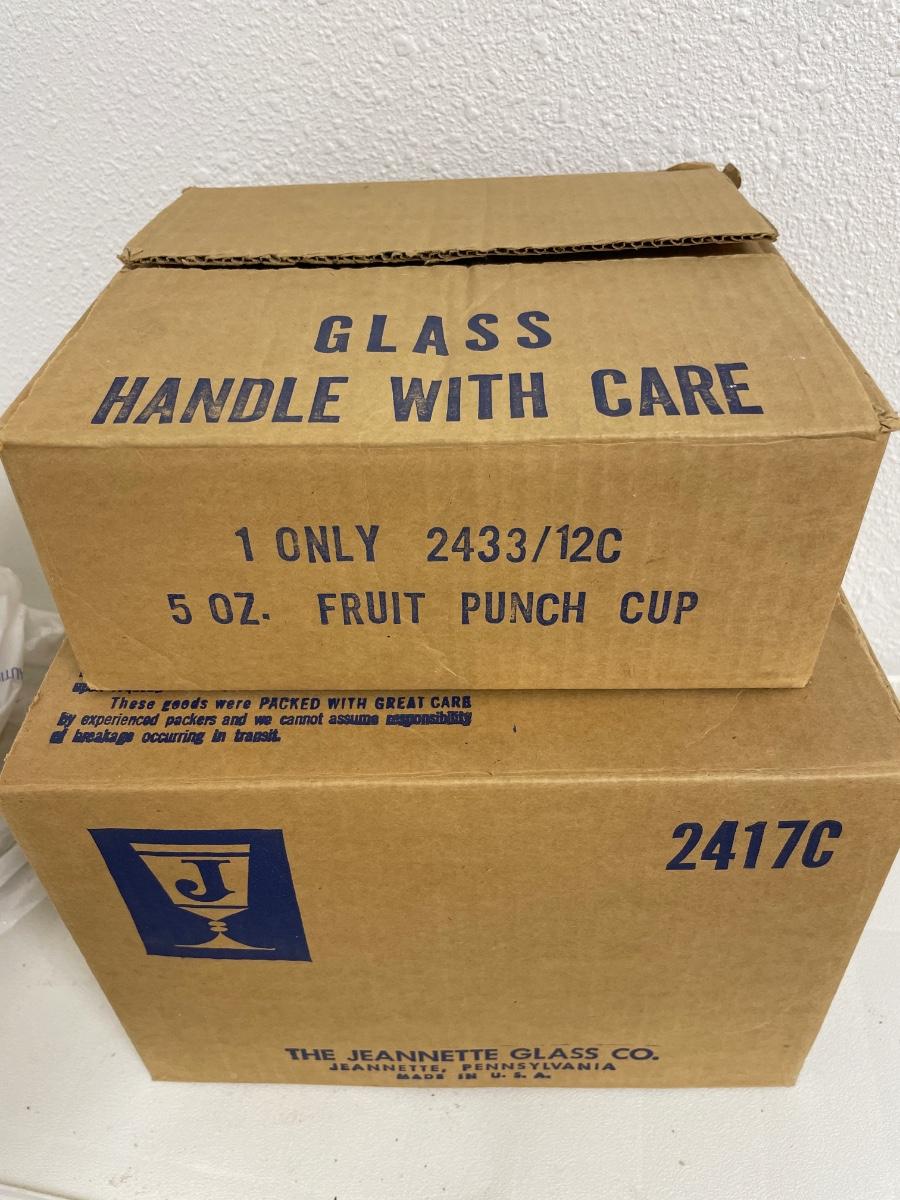 GLASS
HANDLE WITH CARE
1 ONLY 2433/12C
5 OZ. FRUIT PUNCH CUP
These goods were PACKED WITH GREAT CARE
By experienced packers and we cannot assume responsibility
of breakage occurring in transit.
J
2417C
THE JEANNETTE GLASS CO.
JEANNETTE, PENNSYLVANIA
MADE IN U. S. A.